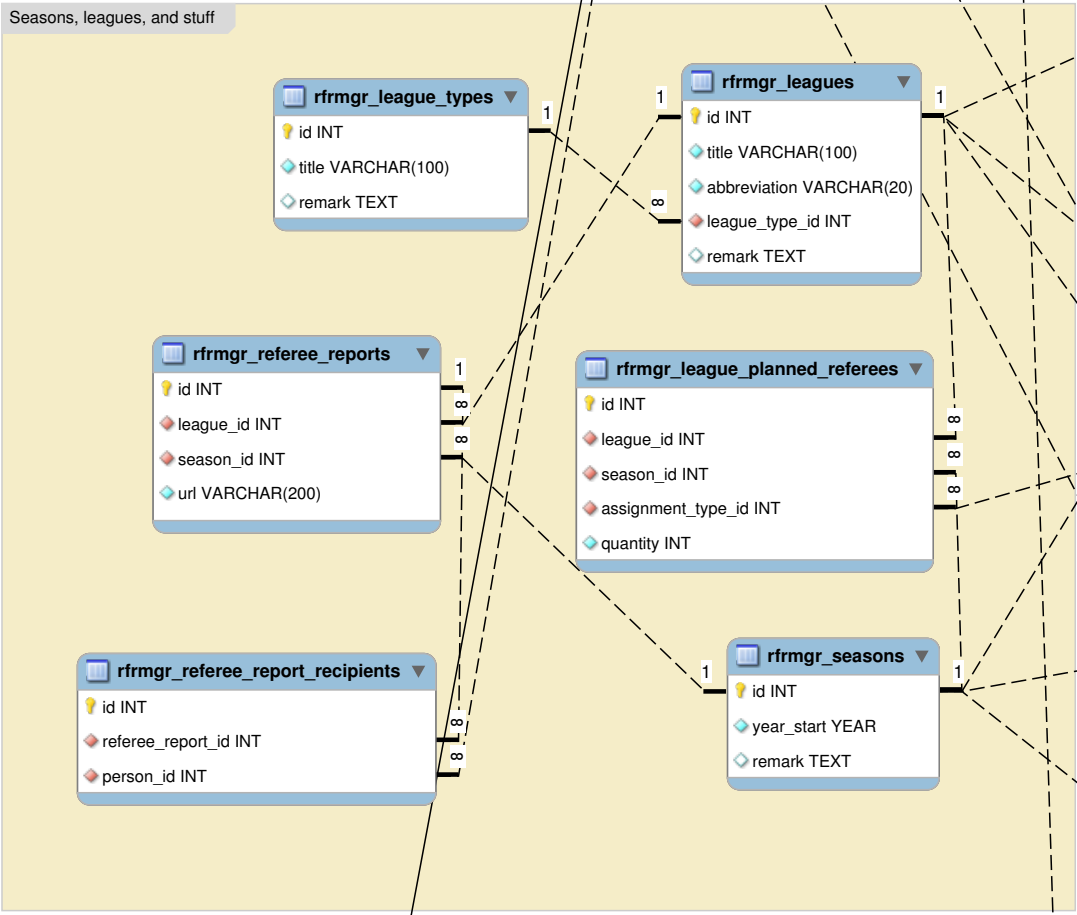 Seasons, leagues, and stuff
rfrmgr_league_types
id INT
title VARCHAR(100)
remark TEXT
1
1
∞
rfrmgr_leagues
id INT
title VARCHAR(100)
abbreviation VARCHAR(20)
league_type_id INT
remark TEXT
1
rfrmgr_referee_reports
id INT
league_id INT
season_id INT
url VARCHAR(200)
1
∞
∞
rfrmgr_league_planned_referees
id INT
league_id INT
season_id INT
assignment_type_id INT
quantity INT
∞
∞
∞
rfrmgr_referee_report_recipients
id INT
referee_report_id INT
person_id INT
∞
∞
1
rfrmgr_seasons
id INT
year_start YEAR
remark TEXT
1